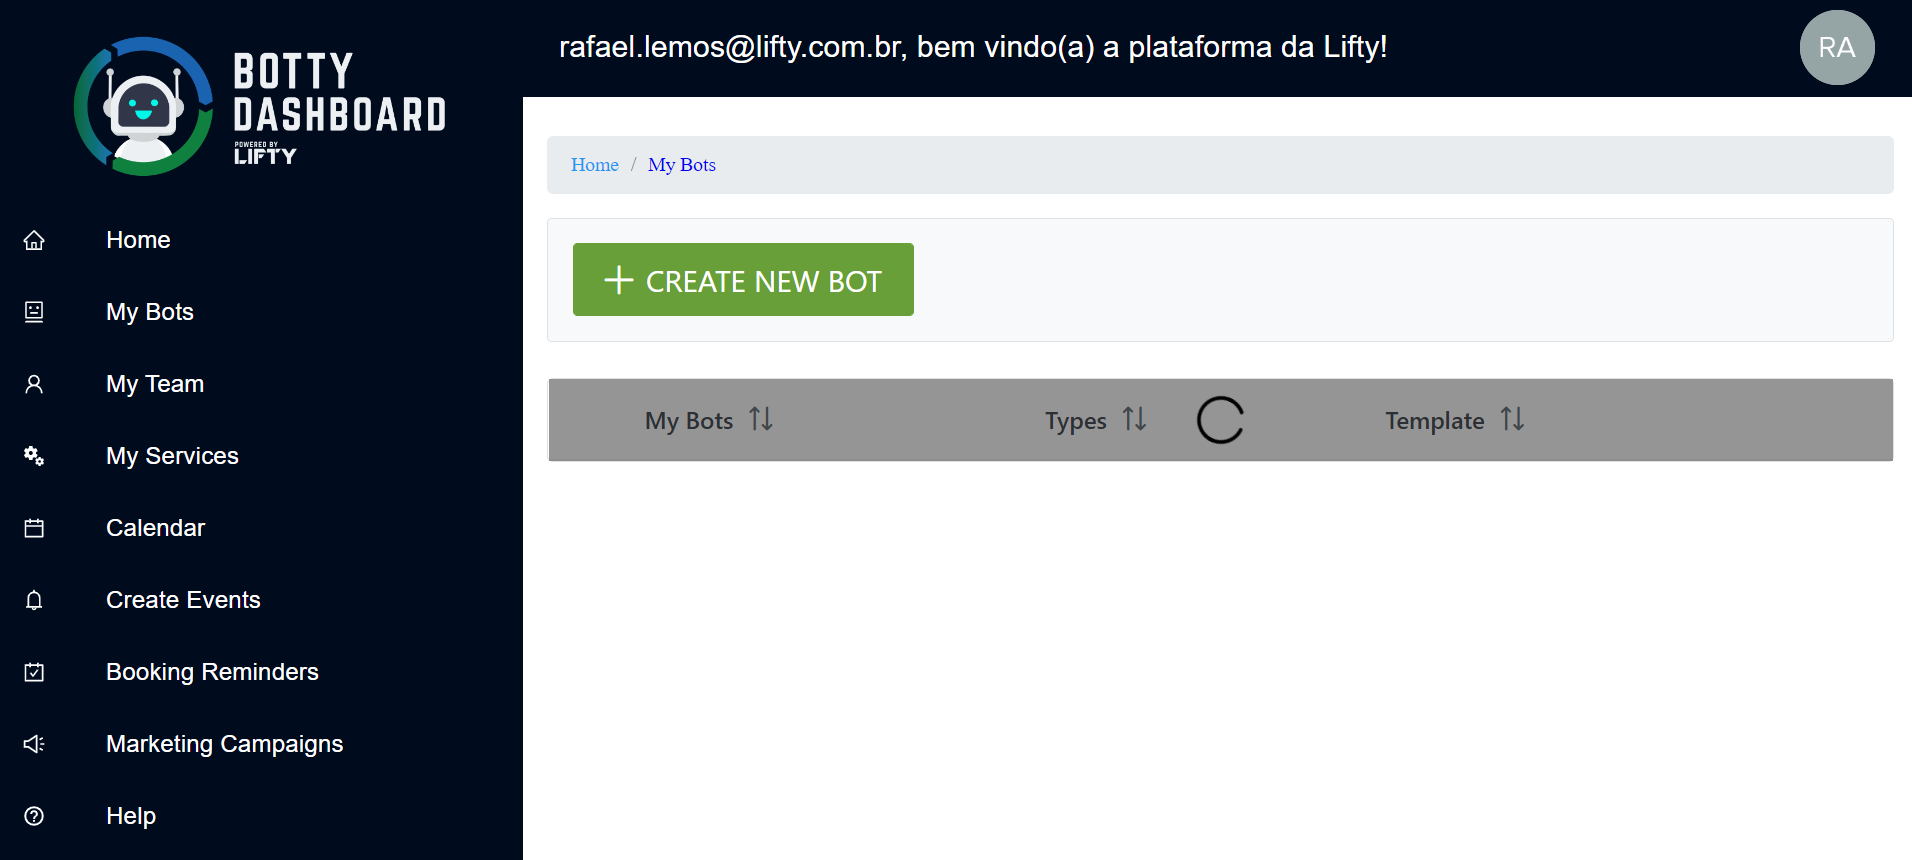 BOTTY
DASHBOARD
POWERED BY
LIFTY
rafael.lemos@lifty.com.br, bem vindo(a) a plataforma da Lifty!
RA
Home
My Bots
My Team
My Services
Calendar
Create Events
Booking Reminders
Marketing Campaigns
Help
Home / My Bots
CREATE NEW BOT
My Bots Types Template